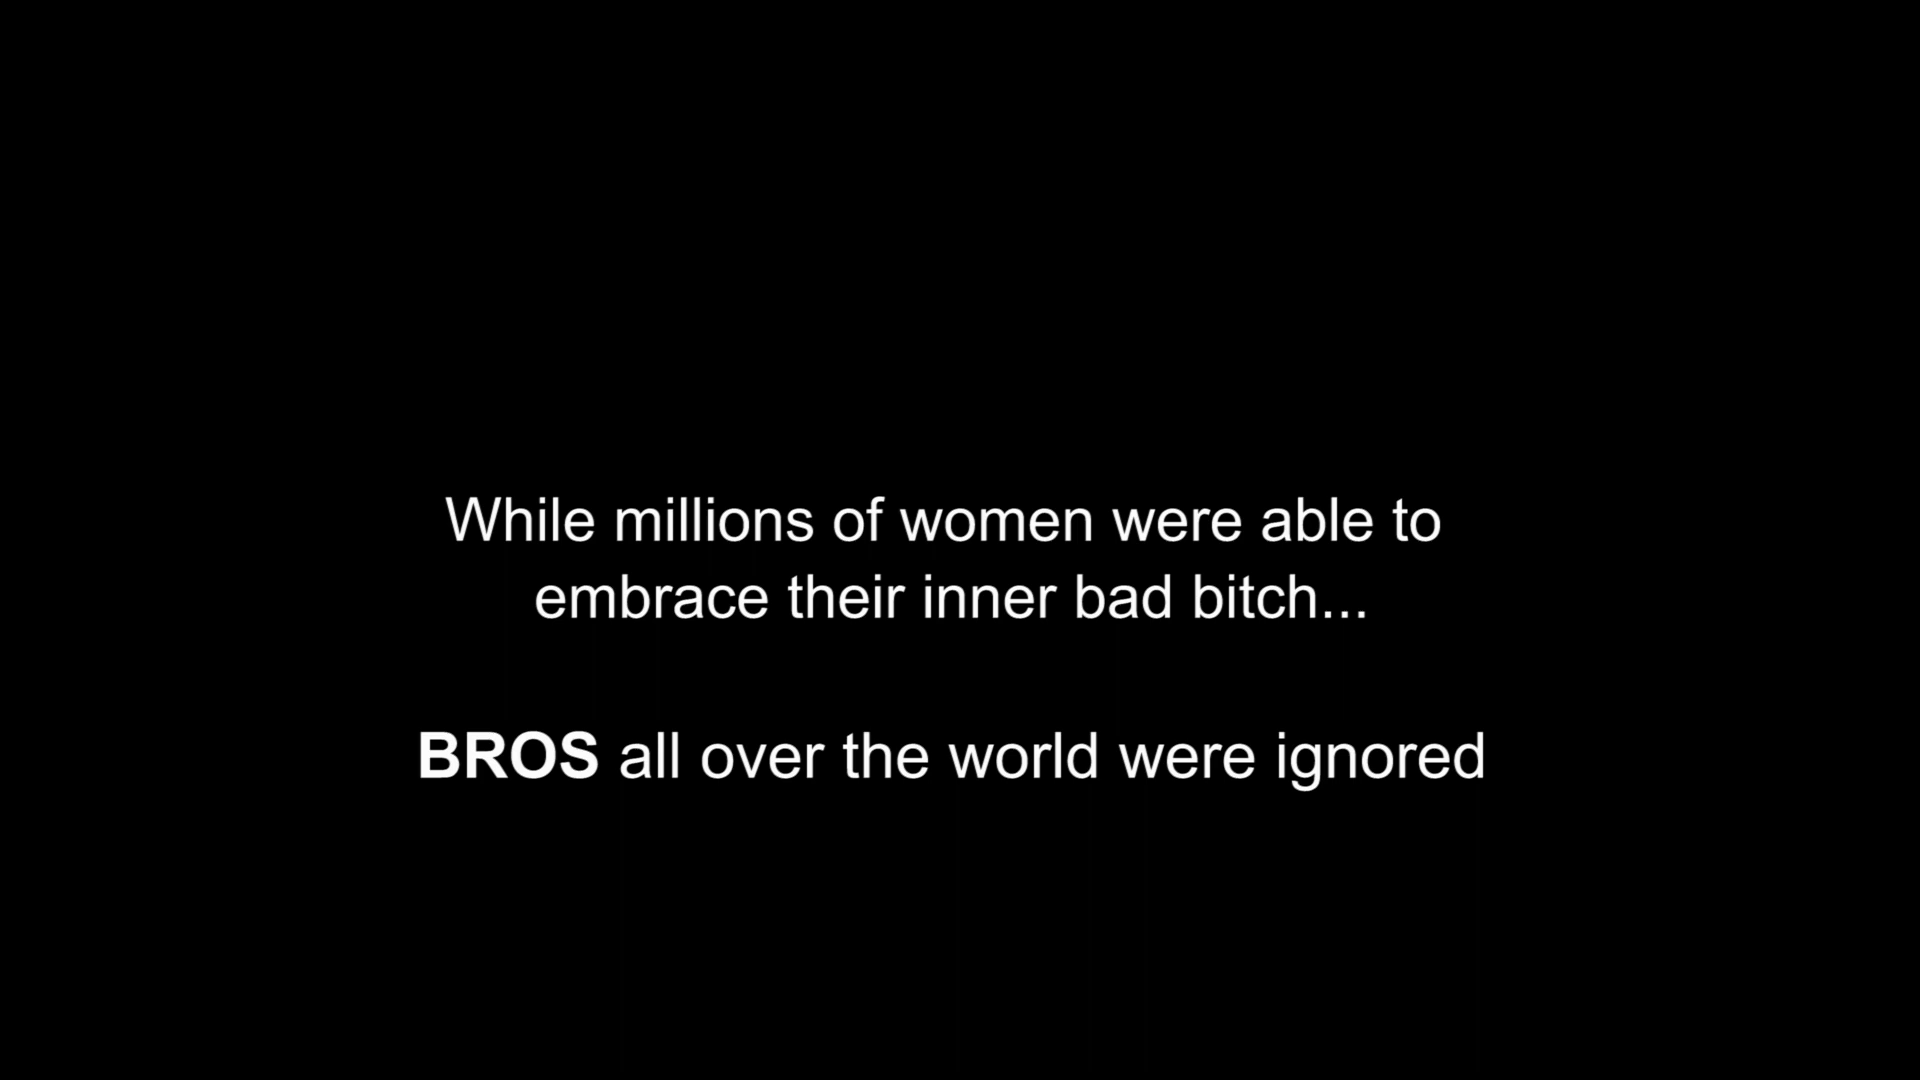 While millions of women were able to
embrace their inner bad bitch...
BROS all over the world were ignored